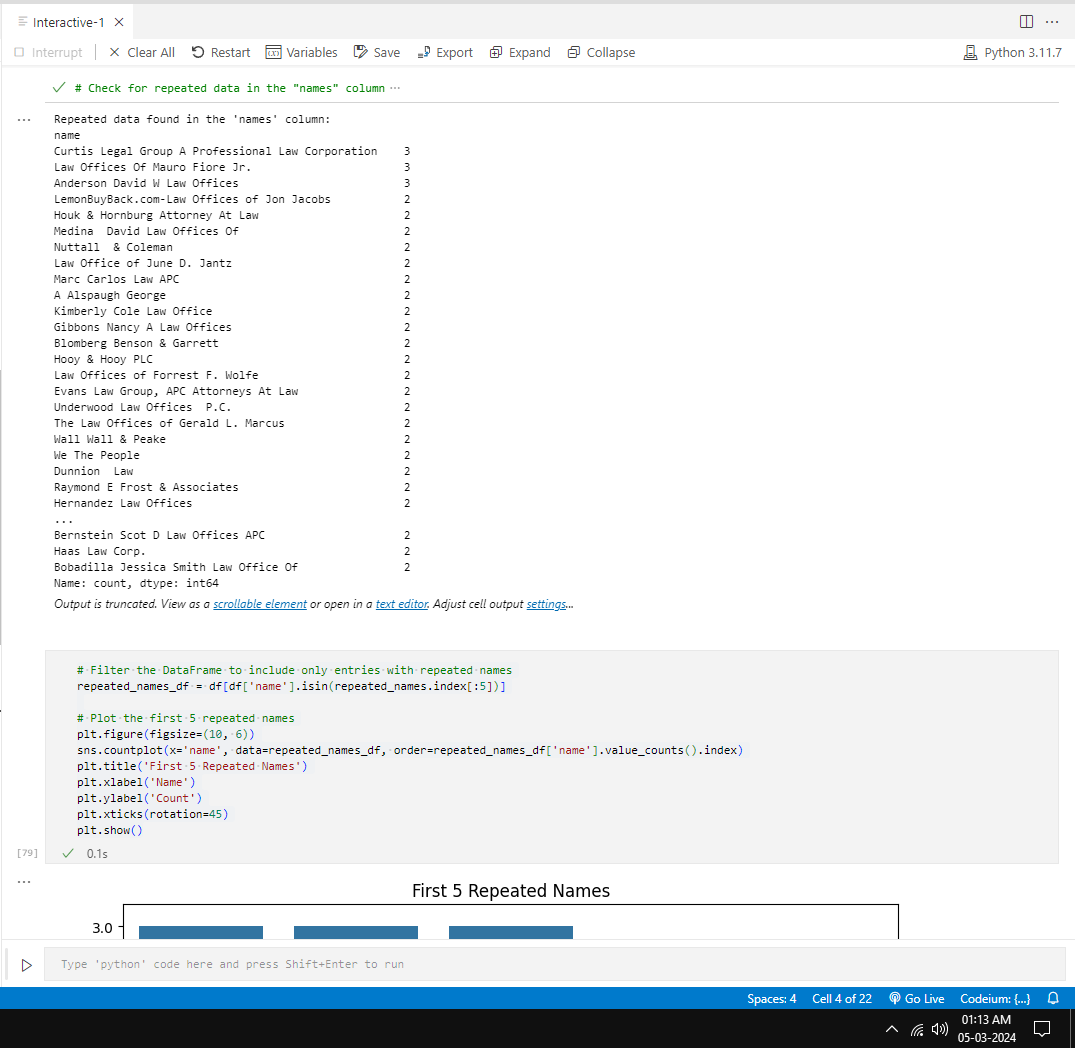 Interactive-1
Interrupt Clear All Restart Variables Save Export Expand Collapse Python 3.11.7
# Check for repeated data in the "names" column ...
Repeated data found in the 'names' column:
name
Curtis Legal Group A Professional Law Corporation 3
Law Offices Of Mauro Fiore Jr. 3
Anderson David W Law Offices 3
LemonBuyBack.com-Law Offices of Jon Jacobs 2
Houk & Hornburg Attorney At Law 2
Medina  David Law Offices Of 2
Nuttall  & Coleman 2
Law Office of June D. Jantz 2
Marc Carlos Law APC 2
A Alspaugh George 2
Kimberly Cole Law Office 2
Gibbons Nancy A Law Offices 2
Blomberg Benson & Garrett 2
Hooy & Hooy PLC 2
Law Offices of Forrest F. Wolfe 2
Evans Law Group, APC Attorneys At Law 2
Underwood Law Offices  P.C. 2
The Law Offices of Gerald L. Marcus 2
Wall Wall & Peake 2
We The People 2
Dunnion  Law 2
Raymond E Frost & Associates 2
Hernandez Law Offices 2
...
Bernstein Scot D Law Offices APC 2
Haas Law Corp. 2
Bobadilla Jessica Smith Law Office Of 2
Name: count, dtype: int64
Output is truncated. View as a scrollable element or open in a text editor. Adjust cell output settings...
# Filter the DataFrame to include only entries with repeated names
repeated_names_df = df[df['name'].isin(repeated_names.index[:5])]
# Plot the first 5 repeated names
plt.figure(figsize=(10, 6))
sns.countplot(x='name', data=repeated_names_df, order=repeated_names_df['name'].value_counts().index)
plt.title('First 5 Repeated Names')
plt.xlabel('Name')
plt.ylabel('Count')
plt.xticks(rotation=45)
plt.show()
[79] 0.1s
First 5 Repeated Names
3.0
Type 'python' code here and press Shift+Enter to run
Spaces: 4 Cell 4 of 22 Go Live Codeium: {...}
01:13 AM
05-03-2024